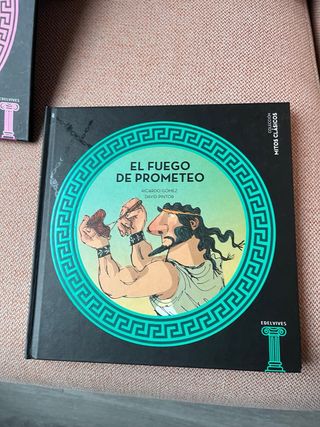 EL FUEGO
DE PROMETEO
RICARDO GÓMEZ
DAVID PINTOR
COLECCIÓN
MITOS CLÁSICOS
EDELVIVES
EDELVIVES